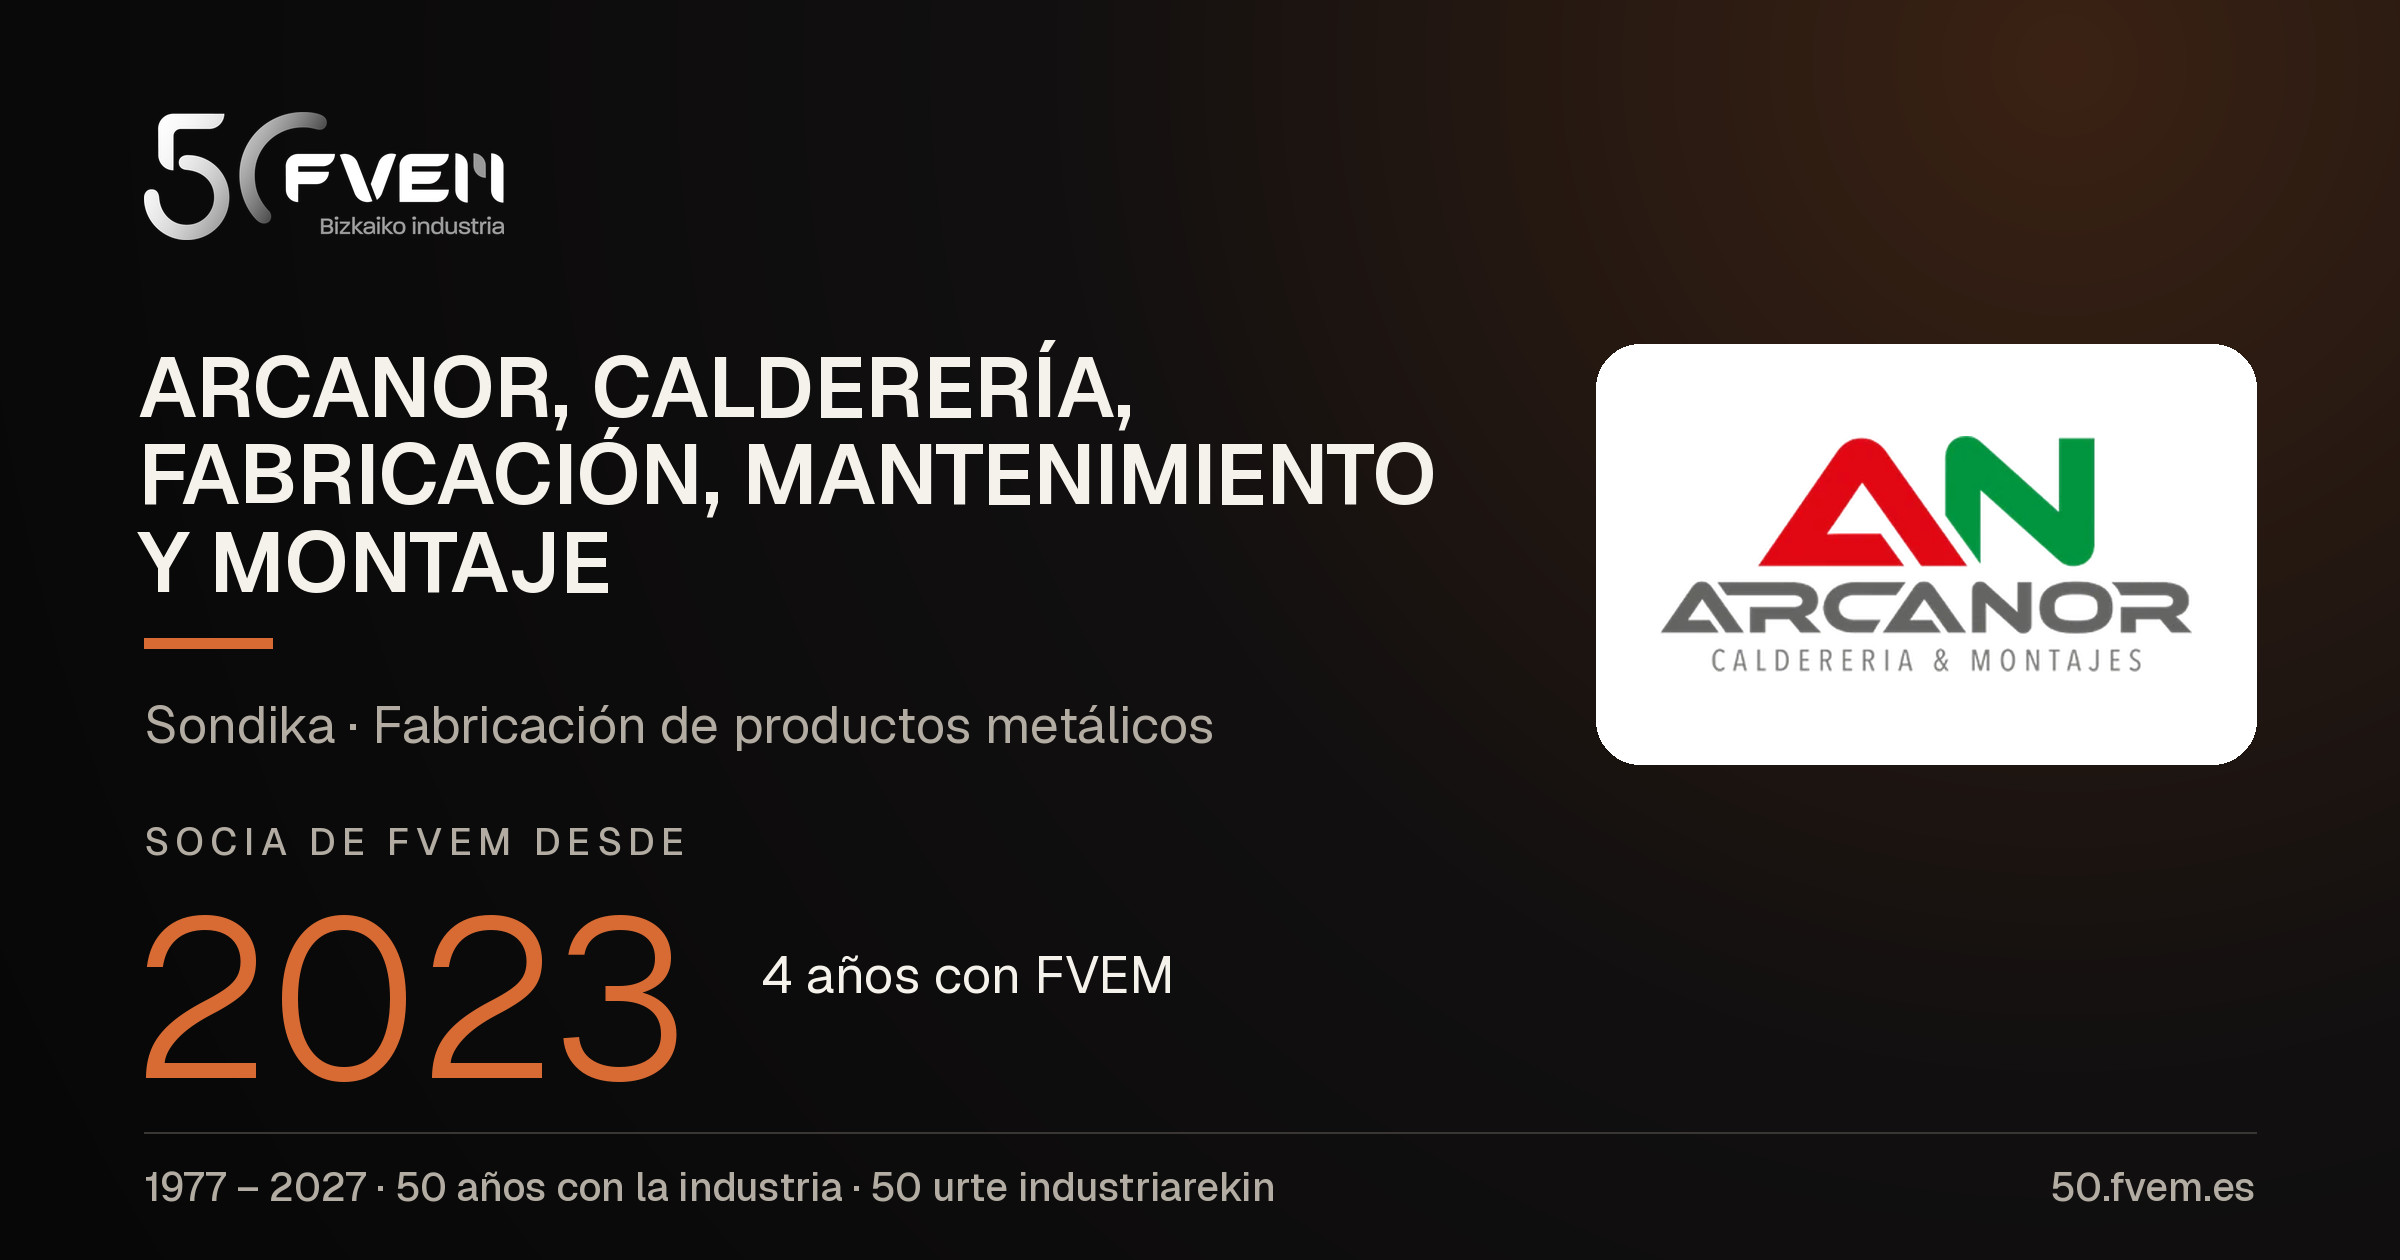 50 FVEM
Bizkaiko industria
ARCANOR, CALDERERÍA,
FABRICACIÓN, MANTENIMIENTO
Y MONTAJE
AN
ARCANOR
CALDERERIA & MONTAJES
Sondika · Fabricación de productos metálicos
SOCIA DE FVEM DESDE
2023
4 años con FVEM
1977 – 2027 · 50 años con la industria · 50 urte industriarekin
50.fvem.es